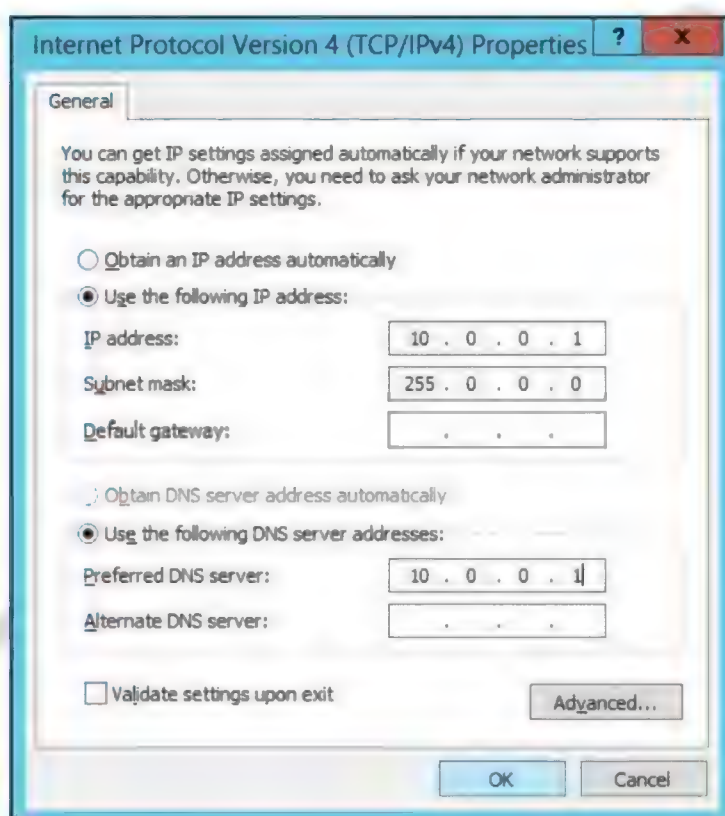 Internet Protocol Version 4 (TCP/IPv4) Properties ? x
General
You can get IP settings assigned automatically if your network supports
this capability. Otherwise, you need to ask your network administrator
for the appropriate IP settings.
Obtain an IP address automatically
Use the following IP address:
IP address: 10 . 0 . 0 . 1
Subnet mask: 255 . 0 . 0 . 0
Default gateway: . . .
Obtain DNS server address automatically
Use the following DNS server addresses:
Preferred DNS server: 10 . 0 . 0 . 1
Alternate DNS server: . . .
Validate settings upon exit
Advanced...
OK Cancel